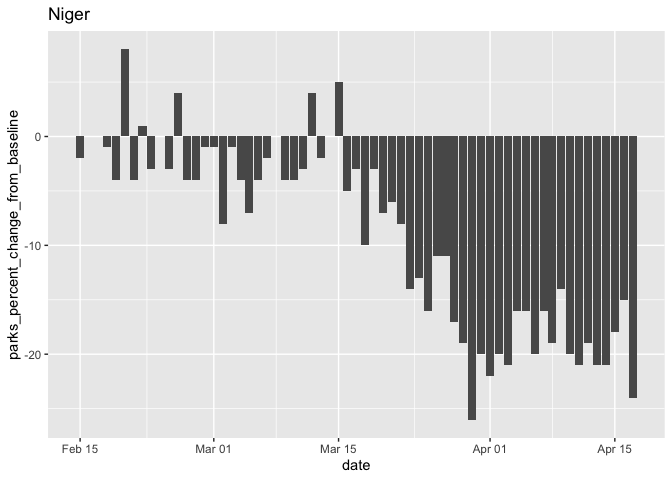 Niger
parks_percent_change_from_baseline
0
-10
-20
Feb 15
Mar 01
Mar 15
Apr 01
Apr 15
date